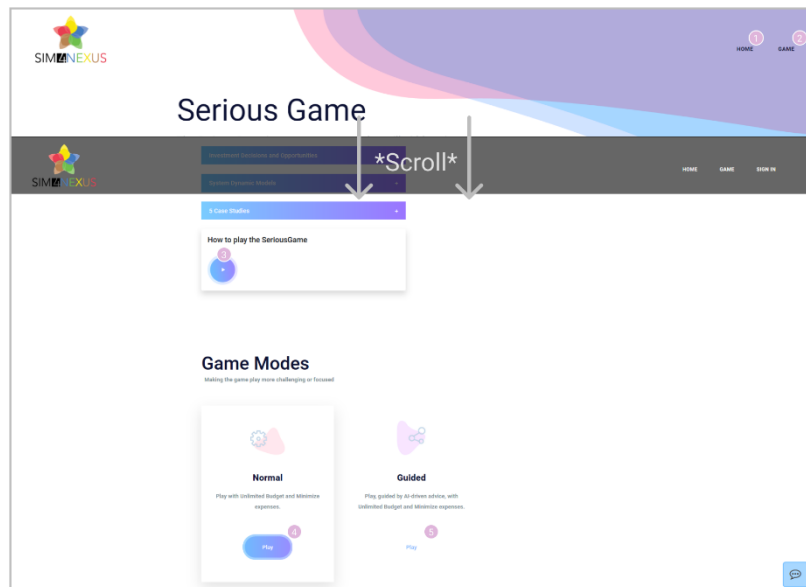 1
2
HOME
GAME
SIM4NEXUS
Serious Game
Investment Decisions and Opportunities
*Scroll*
System Dynamic Models
HOME
GAME
SIGN IN
SIM4NEXUS
5 Case Studies
+
How to play the SeriousGame
3
Game Modes
Making the game play more challenging or focused
Normal
Guided
Play with Unlimited Budget and Minimize
expenses.
Play, guided by AI-driven advice, with
Unlimited Budget and Minimize expenses.
4
5
Play
Play